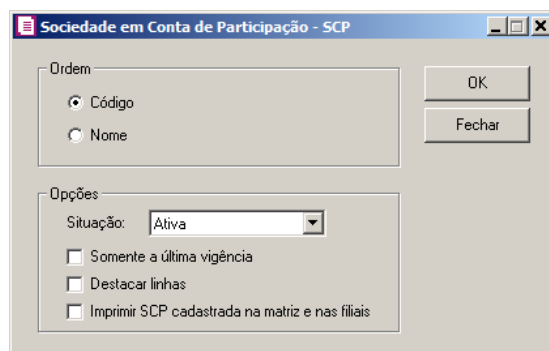 Sociedade em Conta de Participação - SCP
Ordem
Código
Nome
OK
Fechar
Opções
Situação: Ativa
Somente a última vigência
Destacar linhas
Imprimir SCP cadastrada na matriz e nas filiais